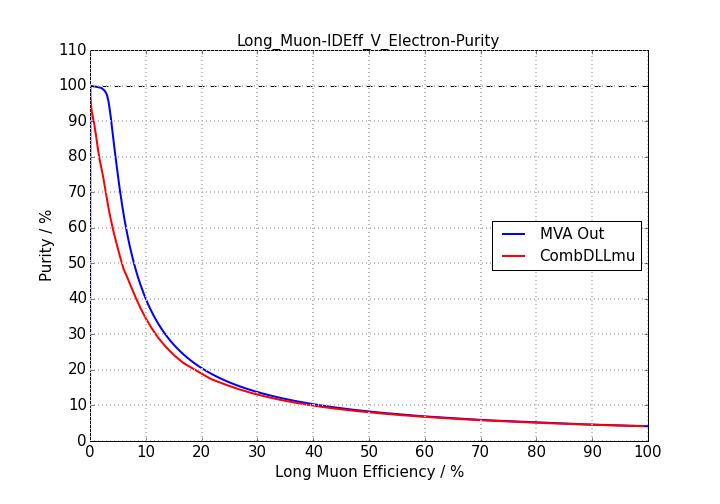 Long_Muon-IDEff_V_Electron-Purity
110
100
90
80
70
60
50
40
30
20
10
0
Purity / %
MVA Out
CombDLLmu
0 10 20 30 40 50 60 70 80 90 100
Long Muon Efficiency / %